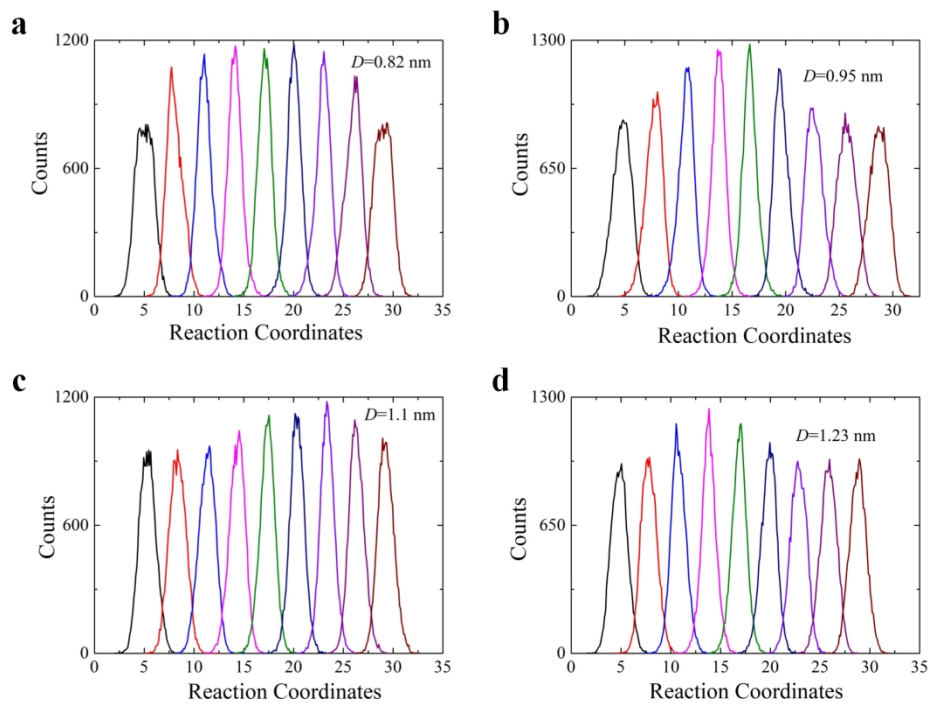 a
1200
600
0
Counts
D=0.82 nm
0 5 10 15 20 25 30 35
Reaction Coordinates
b
1300
650
0
Counts
D=0.95 nm
0 5 10 15 20 25 30
Reaction Coordinates
c
1200
600
0
Counts
D=1.1 nm
0 5 10 15 20 25 30 35
Reaction Coordinates
d
1300
650
0
Counts
D=1.23 nm
0 5 10 15 20 25 30 35
Reaction Coordinates